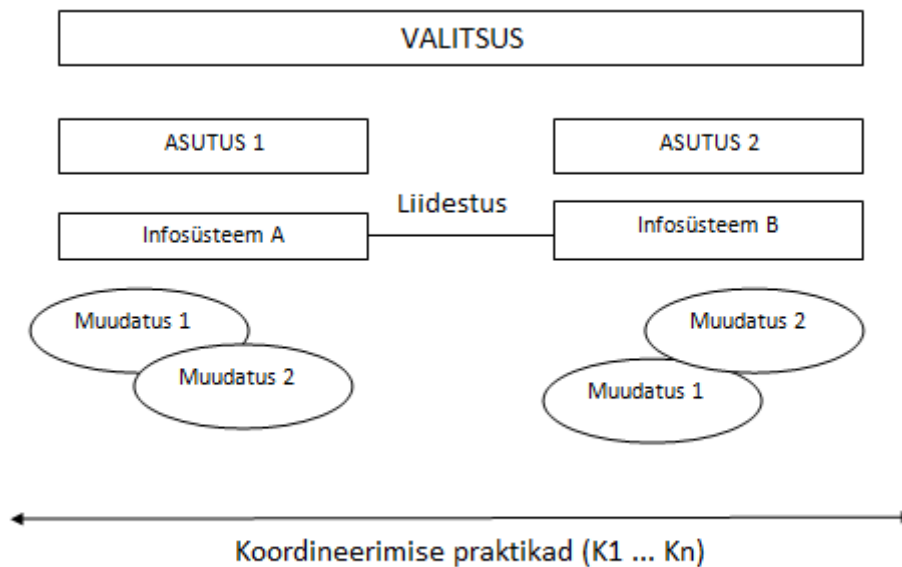 VALITSUS
ASUTUS 1
ASUTUS 2
Liidestus
Infosüsteem A
Infosüsteem B
Muudatus 1
Muudatus 2
Muudatus 2
Muudatus 1
Koordineerimise praktikad (K1 ... Kn)